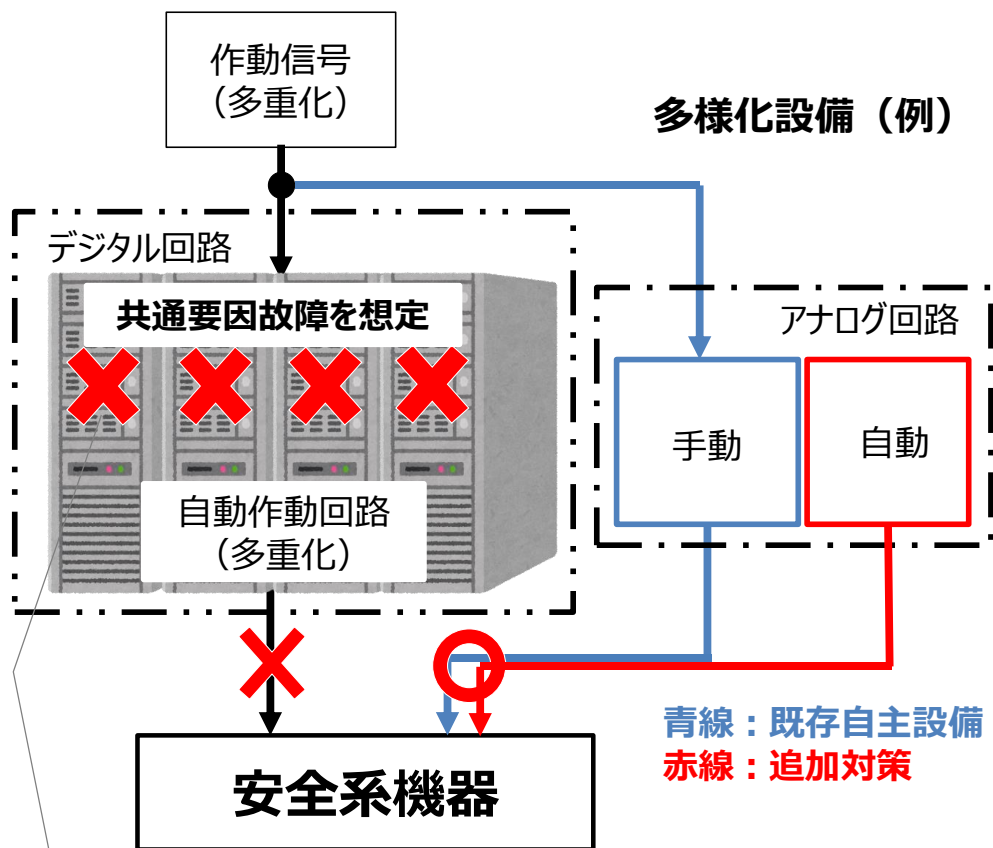 作動信号
（多重化）
多様化設備（例）
デジタル回路
共通要因故障を想定
アナログ回路
手動
自動
自動作動回路
（多重化）
青線：既存自主設備
赤線：追加対策
安全系機器